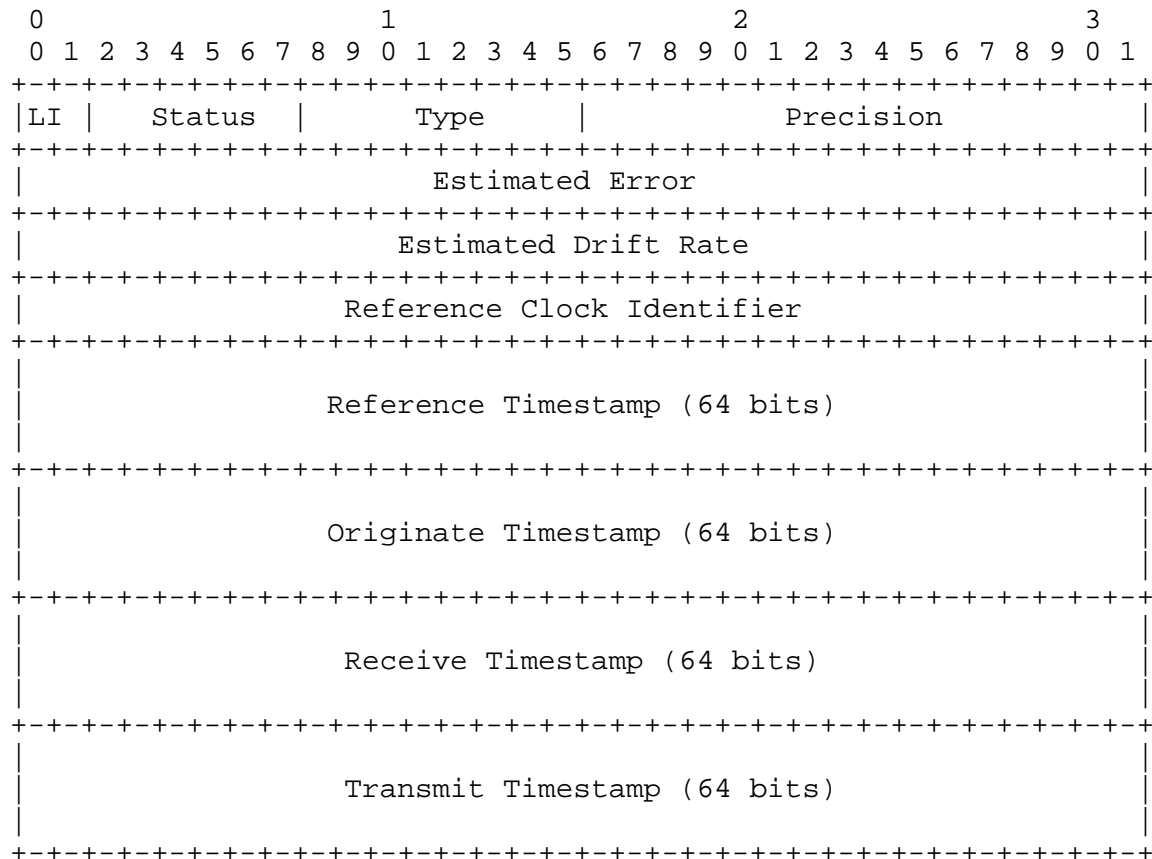 0                   1                   2                   3
 0 1 2 3 4 5 6 7 8 9 0 1 2 3 4 5 6 7 8 9 0 1 2 3 4 5 6 7 8 9 0 1
+-+-+-+-+-+-+-+-+-+-+-+-+-+-+-+-+-+-+-+-+-+-+-+-+-+-+-+-+-+-+-+-+
|LI |   Status  |      Type     |           Precision           |
+-+-+-+-+-+-+-+-+-+-+-+-+-+-+-+-+-+-+-+-+-+-+-+-+-+-+-+-+-+-+-+-+
|                       Estimated Error                         |
+-+-+-+-+-+-+-+-+-+-+-+-+-+-+-+-+-+-+-+-+-+-+-+-+-+-+-+-+-+-+-+-+
|                     Estimated Drift Rate                      |
+-+-+-+-+-+-+-+-+-+-+-+-+-+-+-+-+-+-+-+-+-+-+-+-+-+-+-+-+-+-+-+-+
|                  Reference Clock Identifier                   |
+-+-+-+-+-+-+-+-+-+-+-+-+-+-+-+-+-+-+-+-+-+-+-+-+-+-+-+-+-+-+-+-+
|                                                               |
|                 Reference Timestamp (64 bits)                 |
|                                                               |
+-+-+-+-+-+-+-+-+-+-+-+-+-+-+-+-+-+-+-+-+-+-+-+-+-+-+-+-+-+-+-+-+
|                                                               |
|                 Originate Timestamp (64 bits)                 |
|                                                               |
+-+-+-+-+-+-+-+-+-+-+-+-+-+-+-+-+-+-+-+-+-+-+-+-+-+-+-+-+-+-+-+-+
|                                                               |
|                  Receive Timestamp (64 bits)                  |
|                                                               |
+-+-+-+-+-+-+-+-+-+-+-+-+-+-+-+-+-+-+-+-+-+-+-+-+-+-+-+-+-+-+-+-+
|                                                               |
|                  Transmit Timestamp (64 bits)                 |
|                                                               |
+-+-+-+-+-+-+-+-+-+-+-+-+-+-+-+-+-+-+-+-+-+-+-+-+-+-+-+-+-+-+-+-+